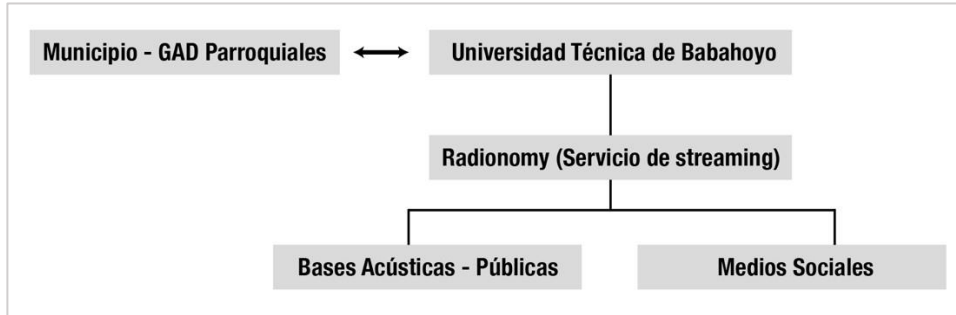 Municipio - GAD Parroquiales
Universidad Técnica de Babahoyo
Radionomy (Servicio de streaming)
Bases Acústicas - Públicas
Medios Sociales